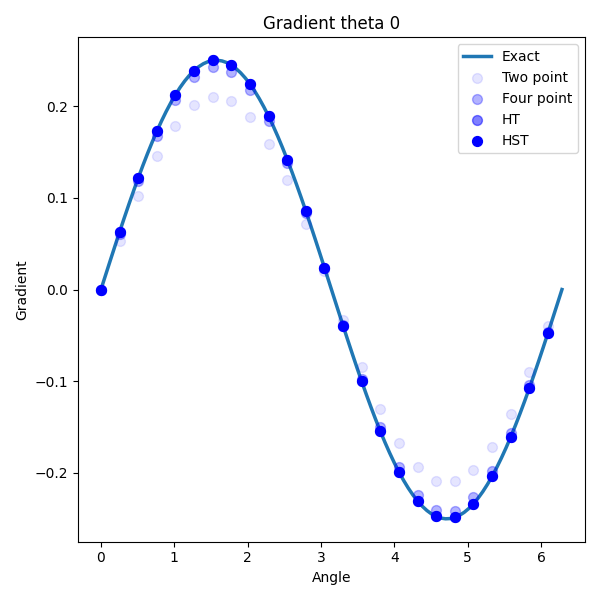 Gradient theta 0
Exact
Two point
Four point
HT
HST
0.2
0.1
0.0
−0.1
−0.2
Gradient
0 1 2 3 4 5 6
Angle